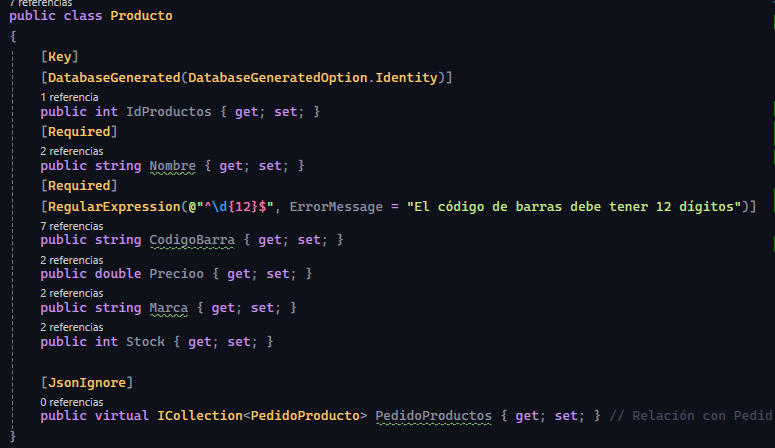 7 referencias
public class Producto
{
[Key]
[DatabaseGenerated(DatabaseGeneratedOption.Identity)]
1 referencia
public int IdProductos { get; set; }
[Required]
2 referencias
public string Nombre { get; set; }
[Required]
[RegularExpression(@"^\d{12}$", ErrorMessage = "El código de barras debe tener 12 dígitos")]
7 referencias
public string CodigoBarra { get; set; }
2 referencias
public double Precioo { get; set; }
2 referencias
public string Marca { get; set; }
2 referencias
public int Stock { get; set; }
[JsonIgnore]
0 referencias
public virtual ICollection<PedidoProducto> PedidoProductos { get; set; } // Relación con Pedid
}